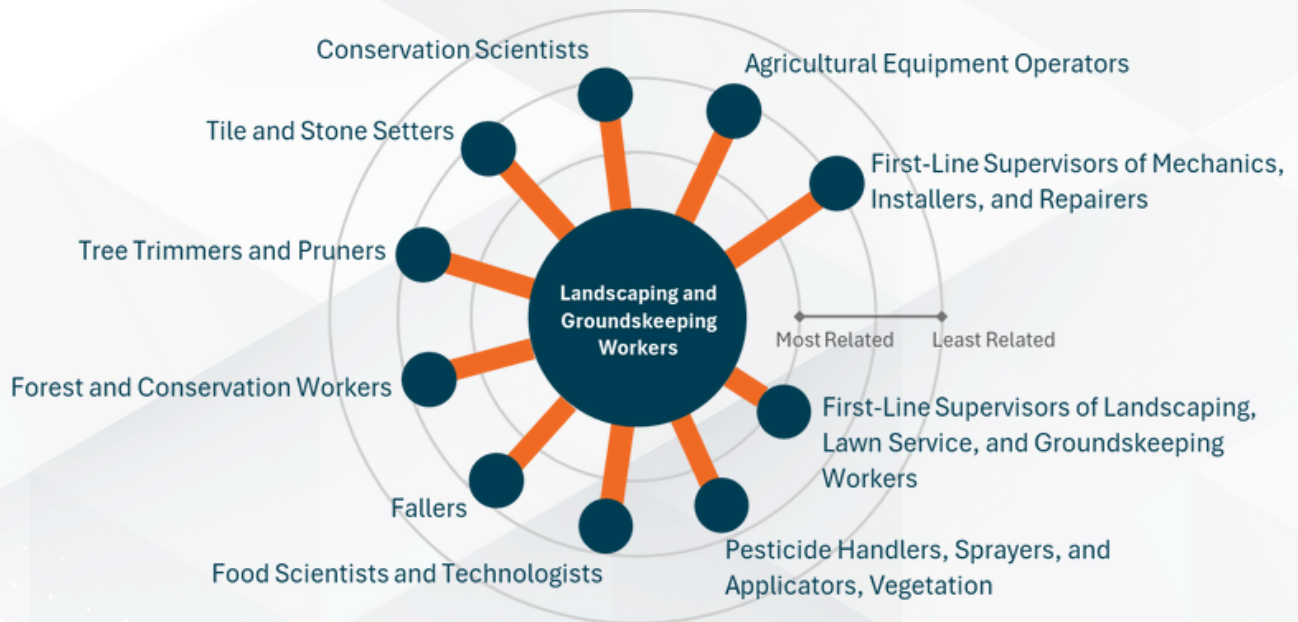 Conservation Scientists
Agricultural Equipment Operators
Tile and Stone Setters
First-Line Supervisors of Mechanics,
Installers, and Repairers
Tree Trimmers and Pruners
Landscaping and
Groundskeeping
Workers
Most Related
Least Related
Forest and Conservation Workers
First-Line Supervisors of Landscaping,
Lawn Service, and Groundskeeping
Workers
Fallers
Pesticide Handlers, Sprayers, and
Applicators, Vegetation
Food Scientists and Technologists